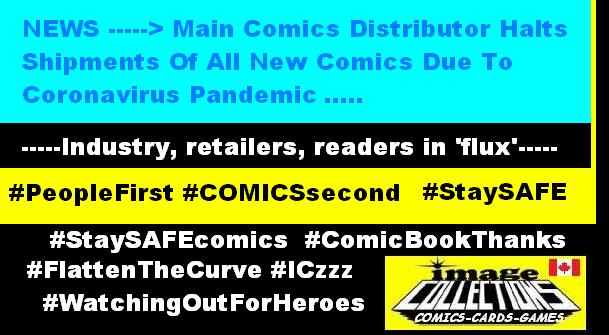 NEWS -----> Main Comics Distributor Halts
Shipments Of All New Comics Due To
Coronavirus Pandemic .....
-----Industry, retailers, readers in 'flux'-----
#PeopleFirst #COMICSsecond #StaySAFE
#StaySAFEcomics #ComicBookThanks
#FlattenTheCurve #ICzzz
#WatchingOutForHeroes
image
COLLECTIONS
COMICS-CARDS-GAMES